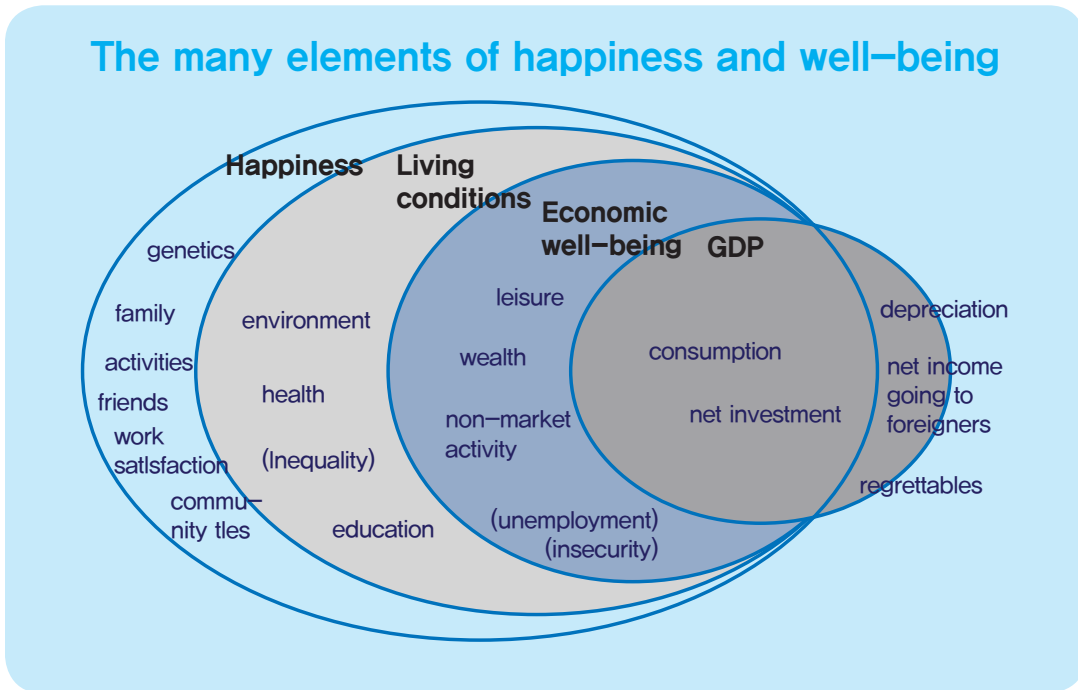 The many elements of happiness and well-being
Happiness
Living
conditions
Economic
well-being
GDP
genetics
family
activities
friends
work
satlsfaction
commu-
nity tles
environment
health
(Inequality)
education
leisure
wealth
non-market
activity
(unemployment)
(insecurity)
consumption
net investment
depreciation
net income
going to
foreigners
regrettables